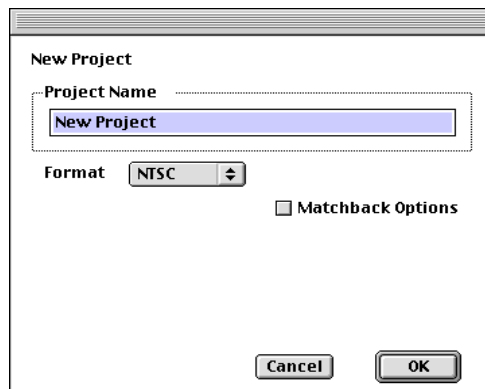 New Project
Project Name
New Project
Format NTSC
Matchback Options
Cancel OK